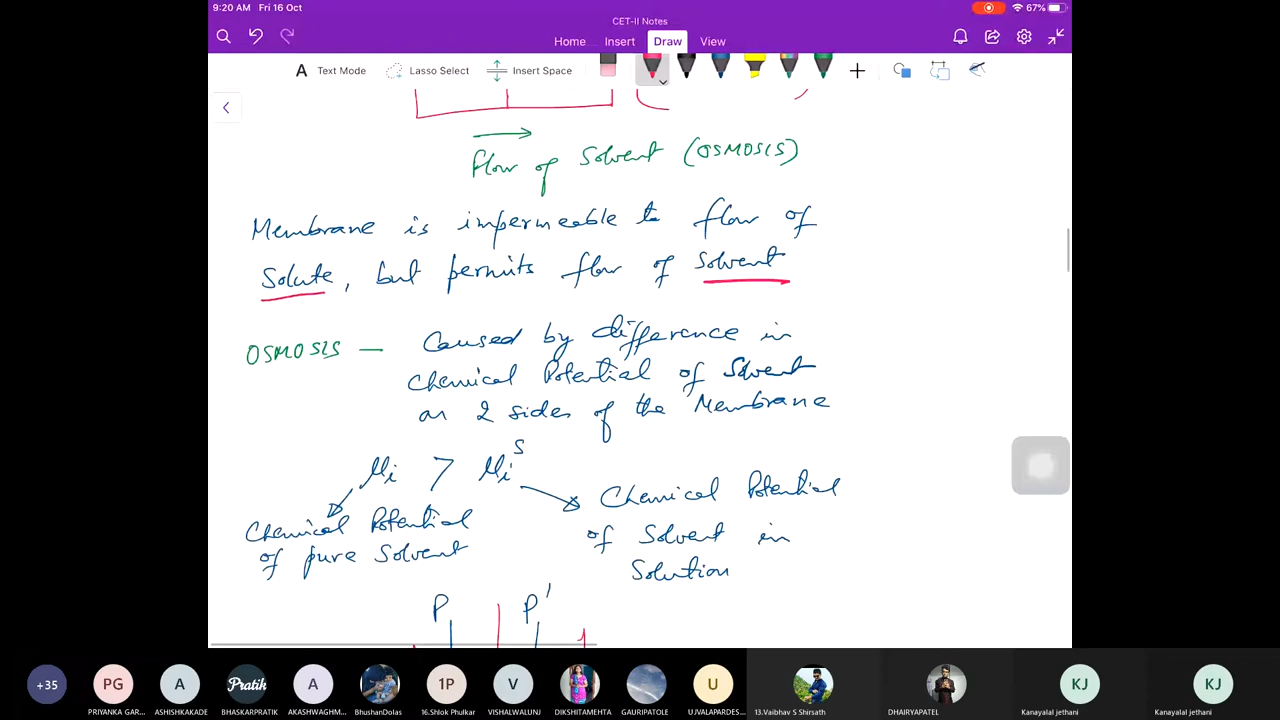 9:20 AM Fri 16 Oct
67%
CET-II Notes
Home Insert Draw View
A Text Mode Lasso Select Insert Space
Flow of Solvent (OSMOSIS)
Membrane is impermeable to flow of
Solute, but permits flow of Solvent
OSMOSIS — Caused by difference in
Chemical Potential of Solvent
on 2 sides of the Membrane
μi > μi^S
Chemical Potential
of pure Solvent
Chemical Potential
of Solvent in
Solution
P P'
+35 PG A A 1P V U KJ KJ
Pratik
PRIYANKA GAR... ASHISHKAKADE BHASKARPRATIK AKASHWAGHM... BhushanDolas 16.Shlok Phulkar VISHALWALUNJ DIKSHITAMEHTA GAURIPATOLE UJVALAPARDES... 13.Vaibhav S Shirsath DHAIRYAPATEL Kanayalal jethani Kanayalal jethani